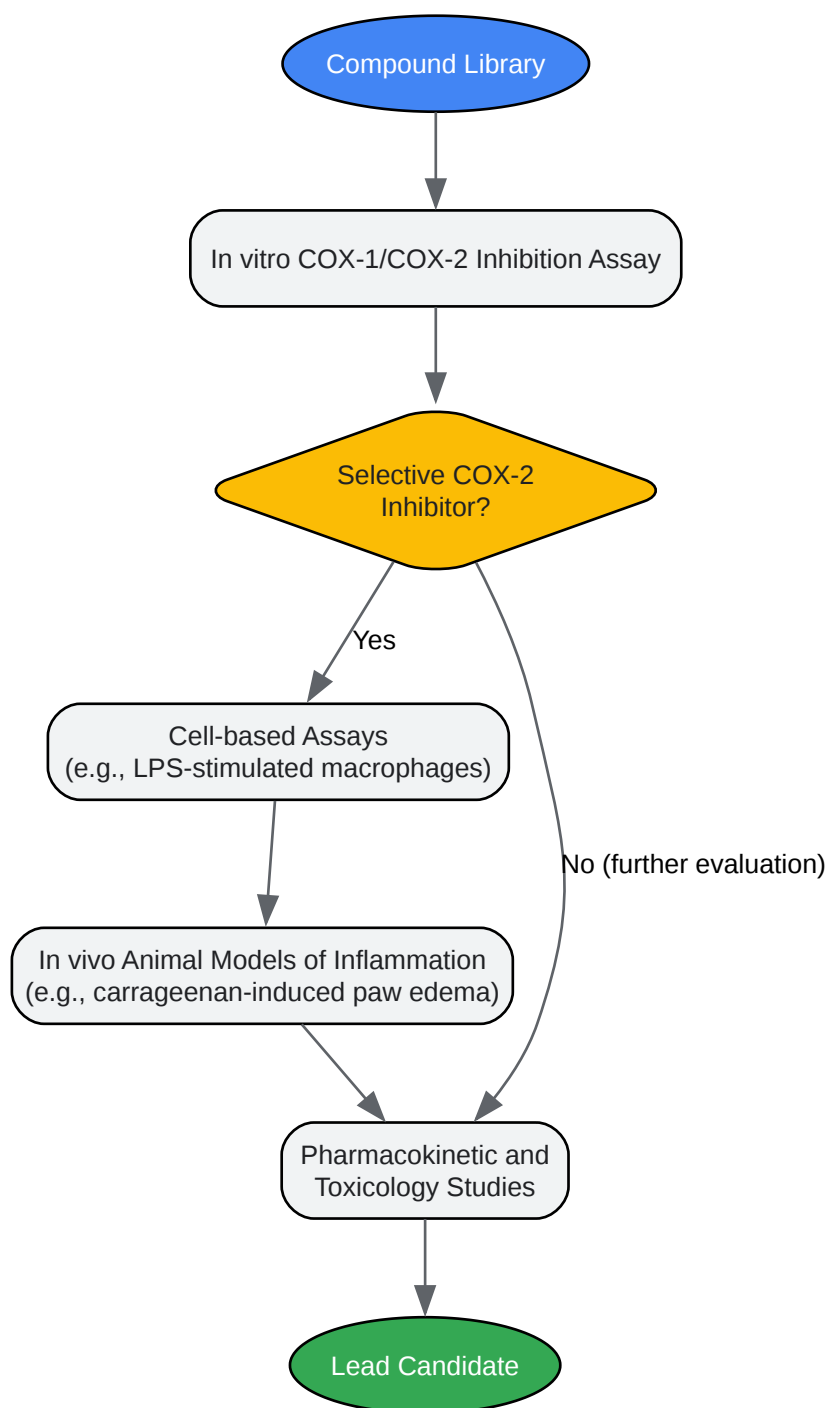 Compound Library
In vitro COX-1/COX-2 Inhibition Assay
Selective COX-2
Inhibitor?
Yes
Cell-based Assays
(e.g., LPS-stimulated macrophages)
No (further evaluation)
In vivo Animal Models of Inflammation
(e.g., carrageenan-induced paw edema)
Pharmacokinetic and
Toxicology Studies
Lead Candidate